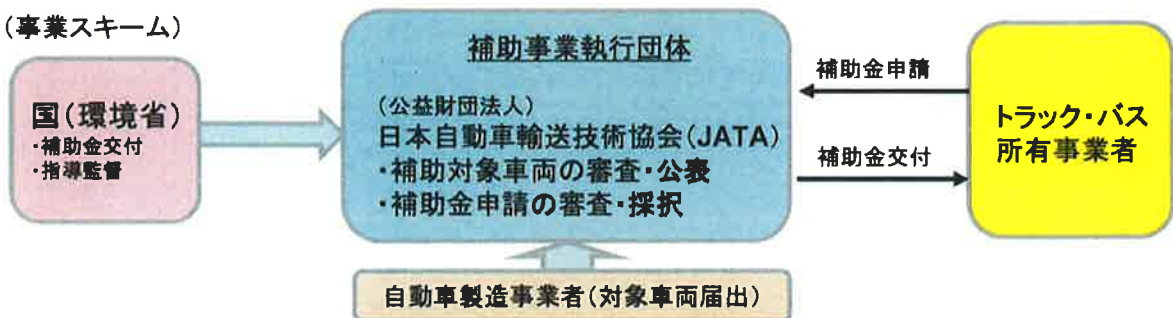 (事業スキーム)
国(環境省)
・補助金交付
・指導監督
補助事業執行団体
(公益財団法人)
日本自動車輸送技術協会(JATA)
・補助対象車両の審査・公表
・補助金申請の審査・採択
補助金申請
補助金交付
トラック・バス
所有事業者
自動車製造事業者(対象車両届出)